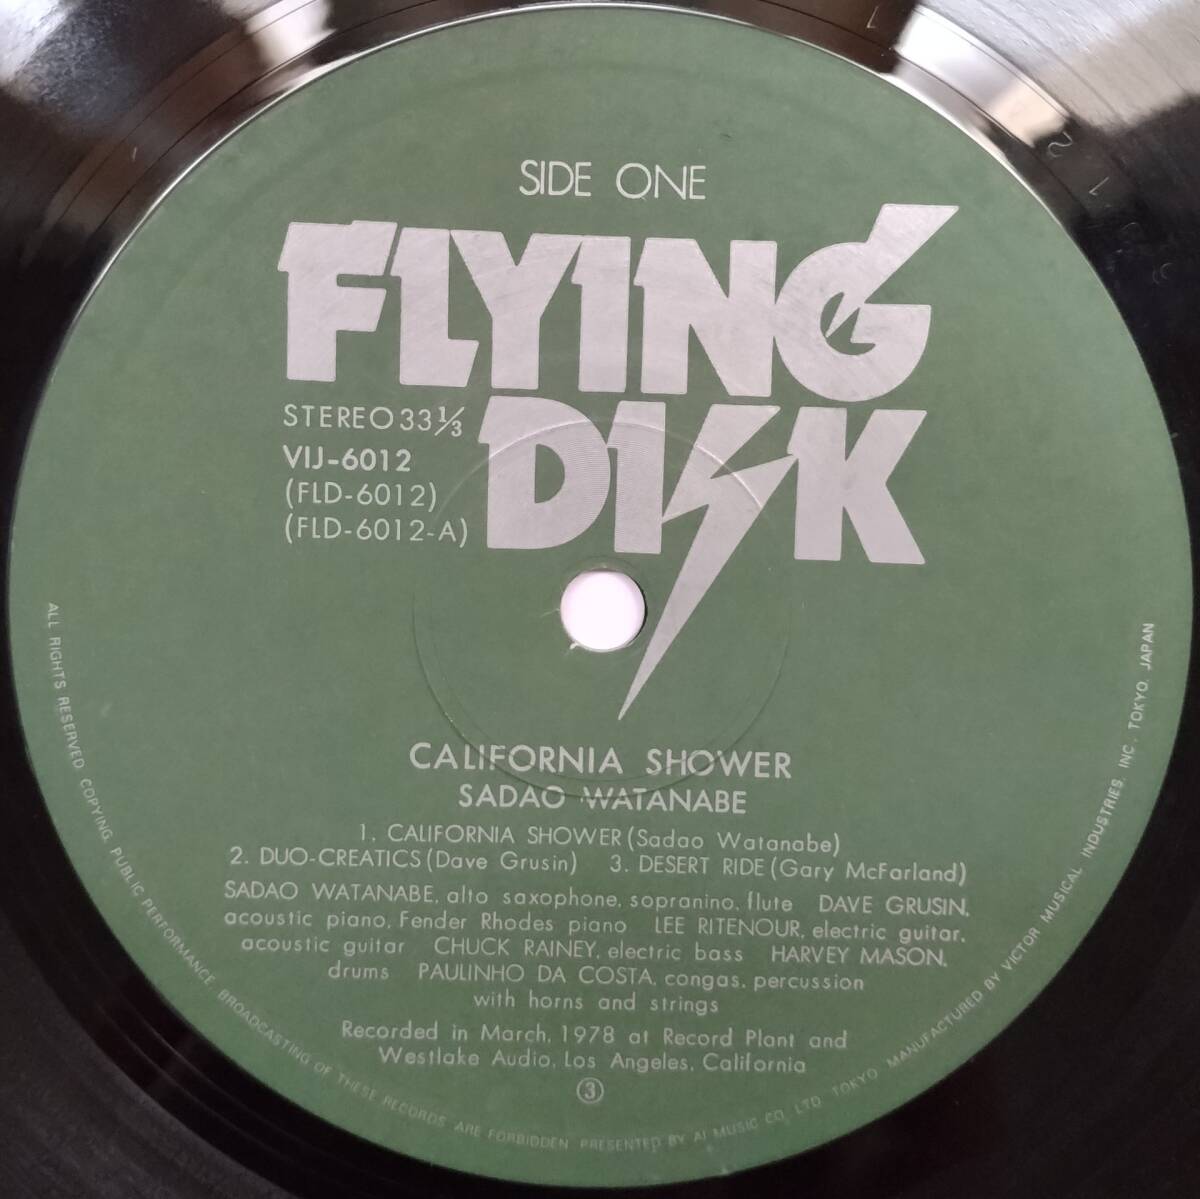 SIDE ONE
FLYING
DISK
STEREO 33 1/3
VIJ-6012
(FLD-6012)
(FLD-6012-A)
CALIFORNIA SHOWER
SADAO WATANABE
1. CALIFORNIA SHOWER (Sadao Watanabe)
2. DUO-CREATICS (Dave Grusin) 3. DESERT RIDE (Gary McFarland)
SADAO WATANABE, alto saxophone, sopranino, flute DAVE GRUSIN,
acoustic piano, Fender Rhodes piano LEE RITENOUR, electric guitar,
acoustic guitar CHUCK RAINEY, electric bass HARVEY MASON,
drums PAULINHO DA COSTA, congas, percussion
with horns and strings
Recorded in March, 1978 at Record Plant and
Westlake Audio, Los Angeles, California
③
ALL RIGHTS RESERVED COPYING, PUBLIC PERFORMANCE, BROADCASTING OF THESE RECORDS ARE FORBIDDEN. PRESENTED BY AI MUSIC CO., LTD. TOKYO. MANUFACTURED BY VICTOR MUSICAL INDUSTRIES, INC. TOKYO, JAPAN